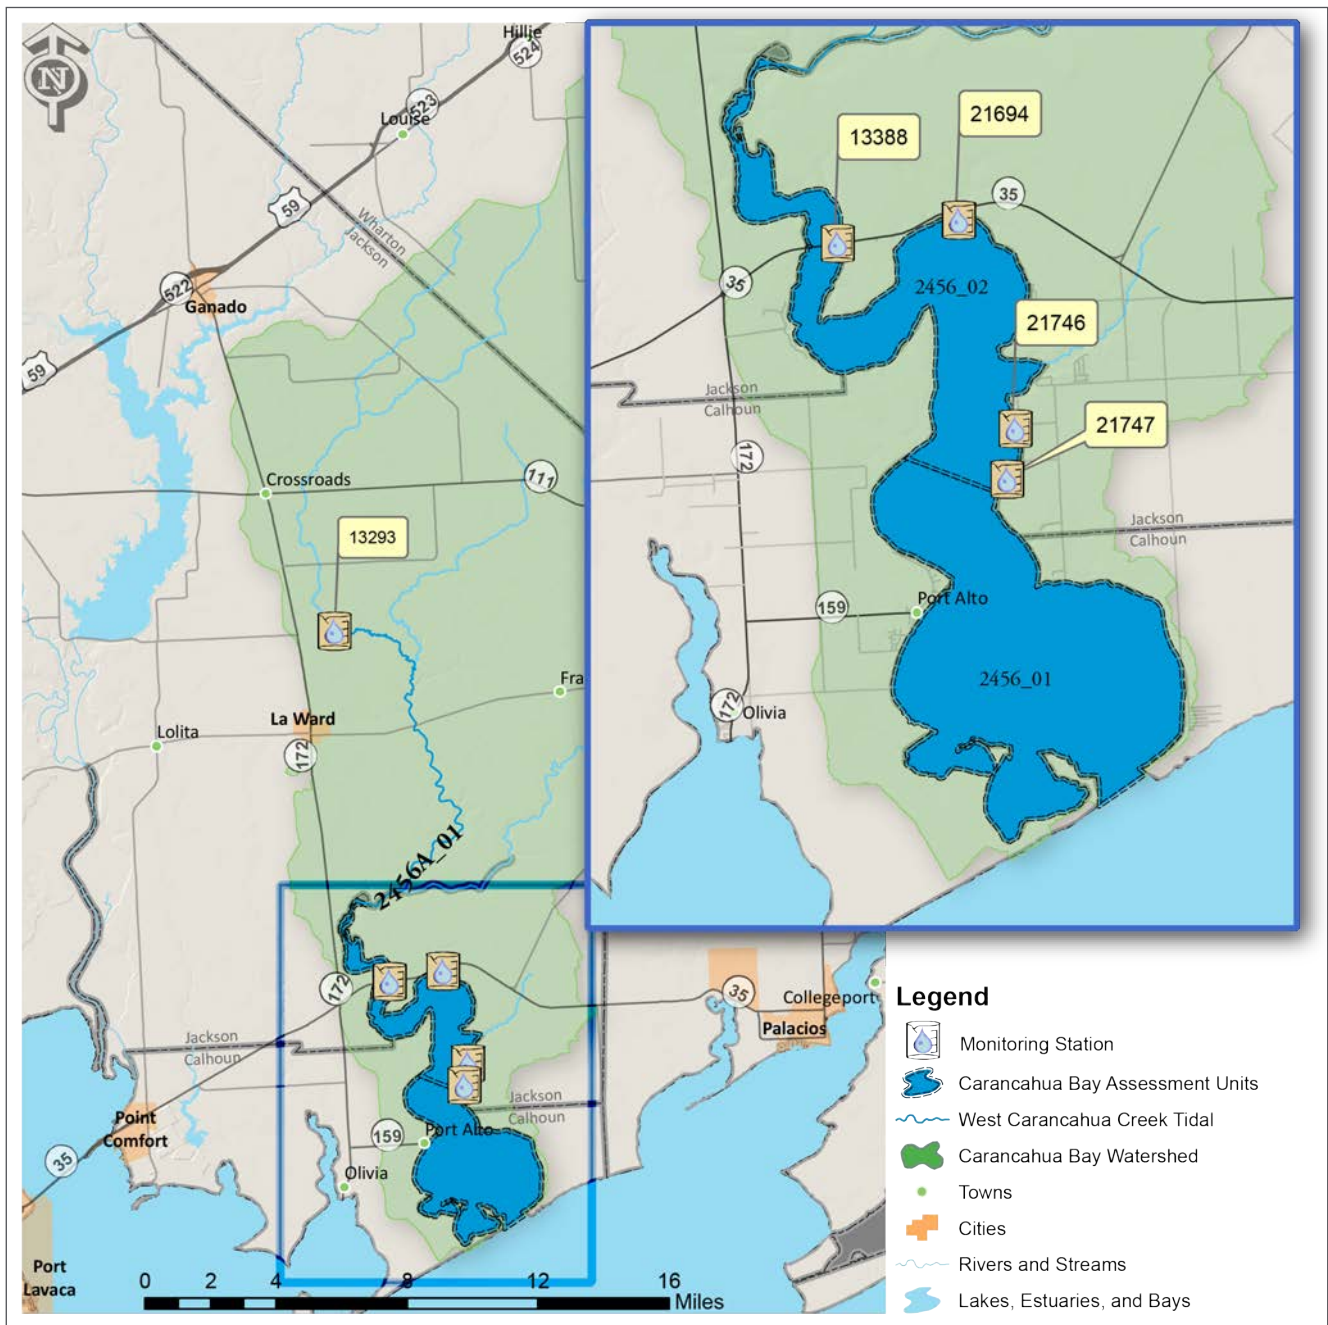 N
Hillje
524
523
Louise
59
Wharton
Jackson
522
Ganado
59
Crossroads
111
13293
Fra
La Ward
Lolita
172
2456A_01
172
Jackson
Calhoun
35
Collegeport
Palacios
Point
Comfort
35
Jackson
Calhoun
159
Port Alto
Olivia
Port
Lavaca
0 2 4 8 12 16
Miles
13388
21694
35
35
2456_02
21746
Jackson
Calhoun
21747
172
Jackson
Calhoun
159
Port Alto
2456_01
172
Olivia
Legend
Monitoring Station
Carancahua Bay Assessment Units
West Carancahua Creek Tidal
Carancahua Bay Watershed
Towns
Cities
Rivers and Streams
Lakes, Estuaries, and Bays